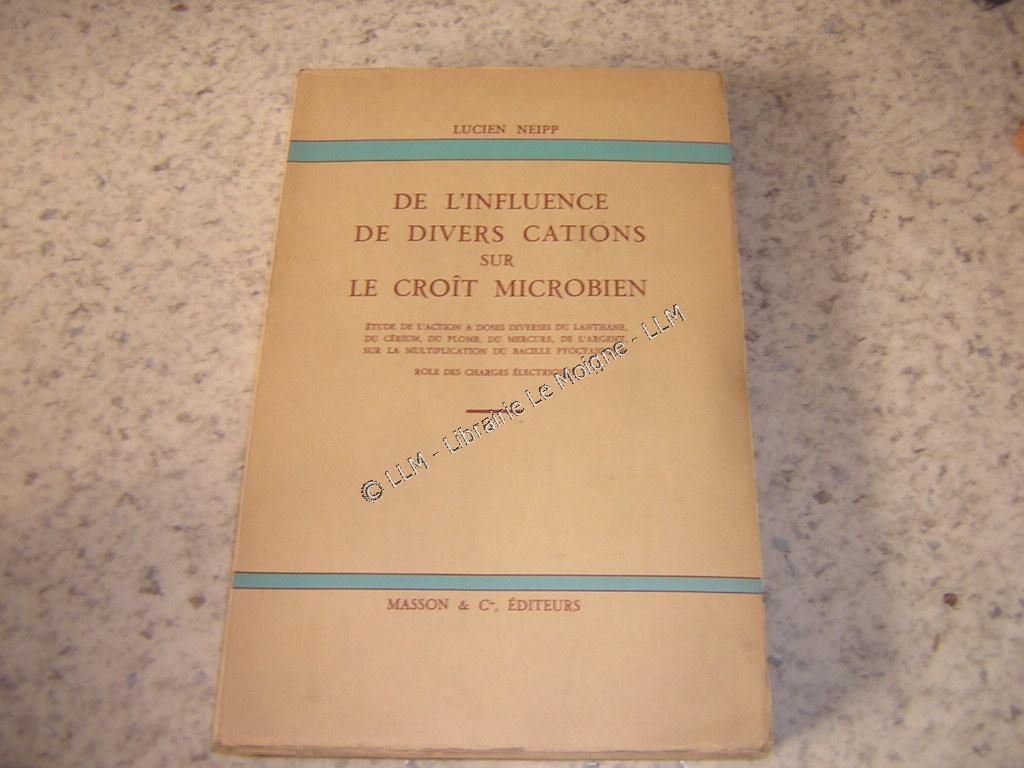 LUCIEN NEIPP
DE L'INFLUENCE
DE DIVERS CATIONS
SUR
LE CROÎT MICROBIEN
ÉTUDE DE L'ACTION A DOSES DIVERSES DU LANTHANE,
DU CÉRIUM, DU PLOMB, DU MERCURE, DE L'ARGENT
SUR LA MULTIPLICATION DU BACILLE
ROLE DES CHARGES
© LLM - Librairie Le Moigne - LLM
MASSON & Cie, ÉDITEURS